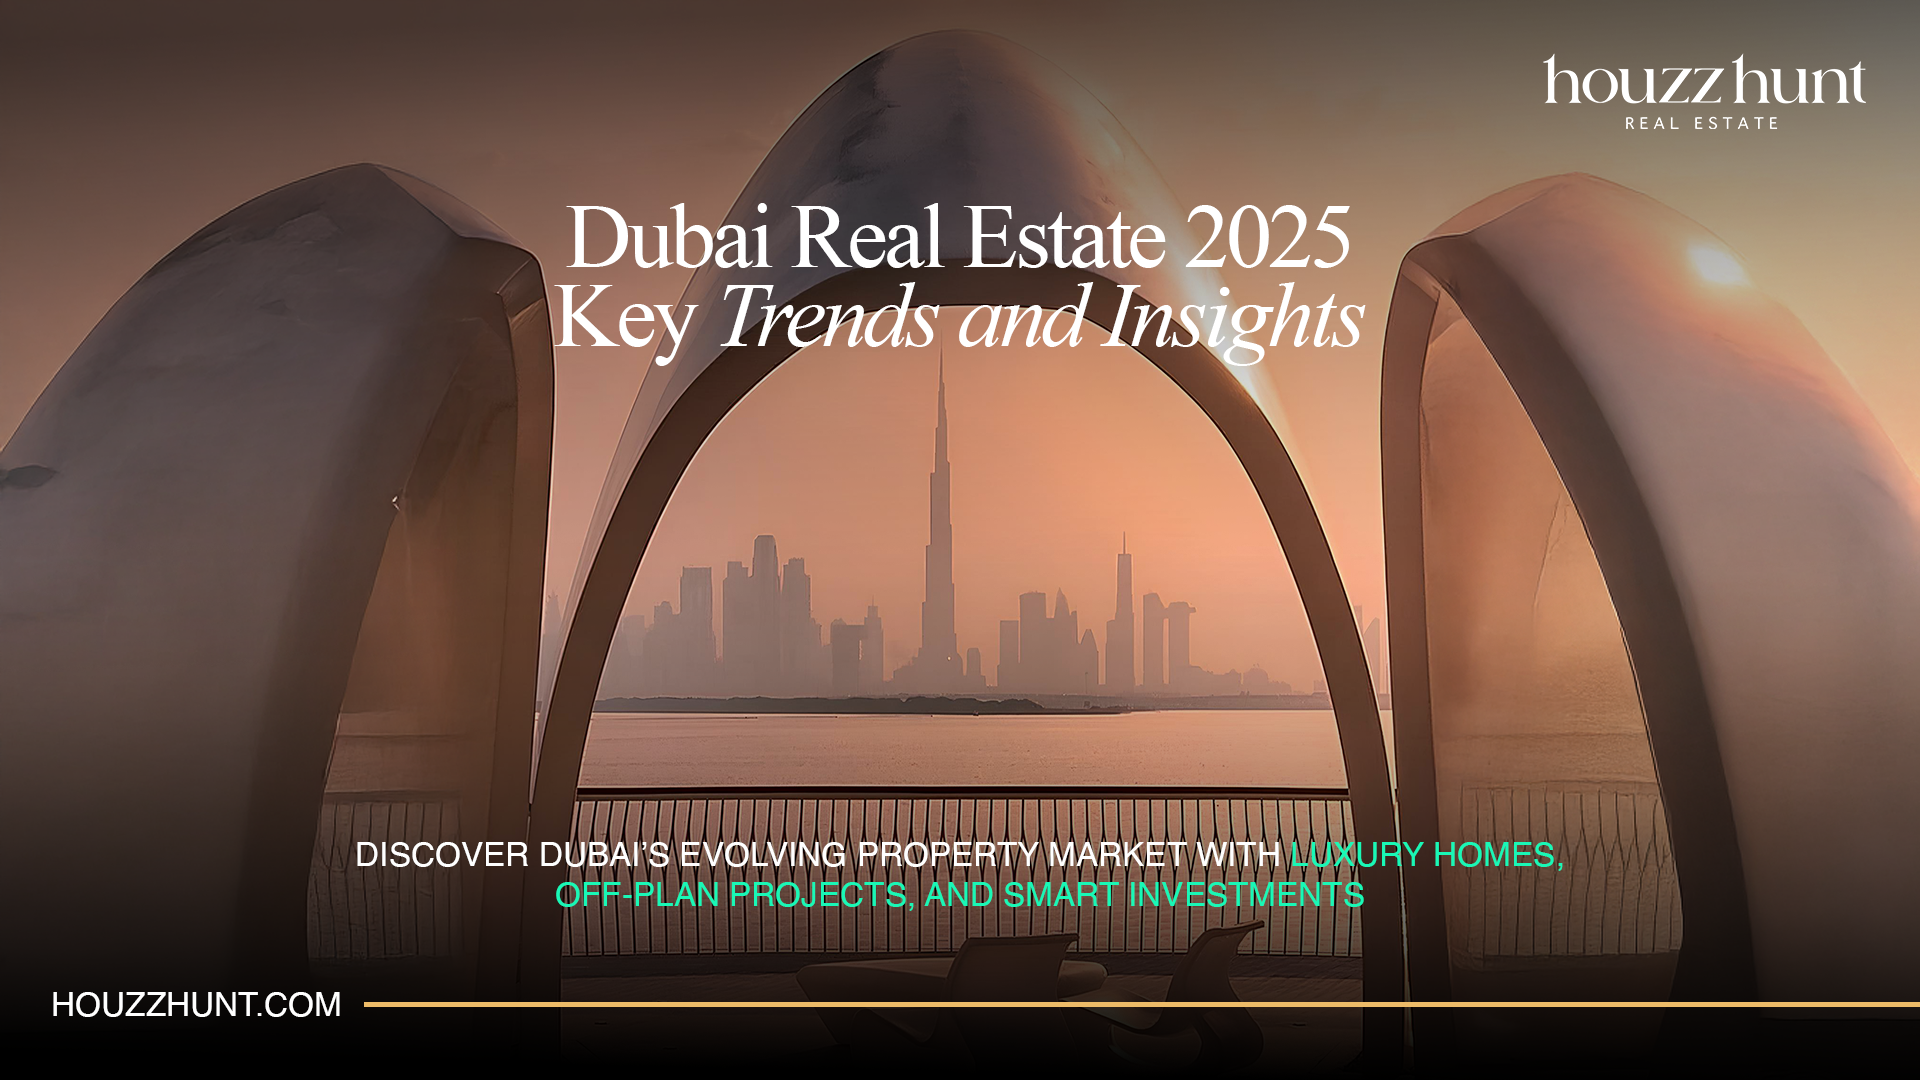 houzz hunt
REAL ESTATE
Dubai Real Estate 2025
Key Trends and Insights
DISCOVER DUBAI’S EVOLVING PROPERTY MARKET WITH LUXURY HOMES,
OFF-PLAN PROJECTS, AND SMART INVESTMENTS
HOUZZHUNT.COM